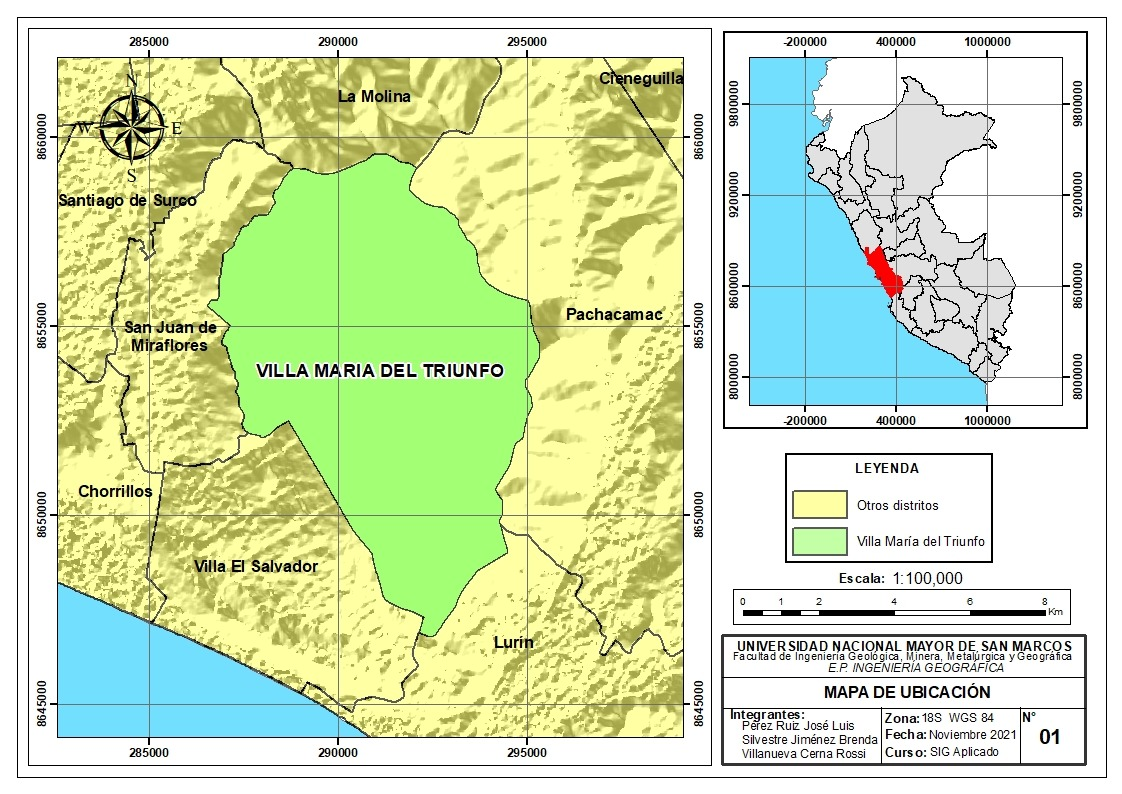 285000 290000 295000
8660000
8655000
8650000
8645000
N
W E
S
La Molina
Cieneguilla
Santiago de Surco
San Juan de
Miraflores
Pachacamac
VILLA MARIA DEL TRIUNFO
Chorrillos
Villa El Salvador
Lurín
8660000
8655000
8650000
8645000
285000 290000 295000
-200000 400000 1000000
9800000
9200000
8600000
8000000
9800000
9200000
8600000
8000000
-200000 400000 1000000
LEYENDA
Otros distritos
Villa María del Triunfo
Escala: 1:100,000
0 1 2 4 6 8
Km
UNIVERSIDAD NACIONAL MAYOR DE SAN MARCOS
Facultad de Ingeniería Geológica, Minera, Metalúrgica y Geográfica
E.P. INGENIERÍA GEOGRÁFICA
MAPA DE UBICACIÓN
Integrantes:
Pérez Ruiz José Luis
Silvestre Jiménez Brenda
Villanueva Cerna Rossi
Zona: 18S WGS 84
Fecha: Noviembre 2021
Curso: SIG Aplicado
N°
01